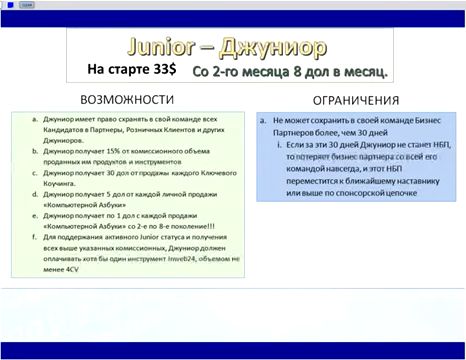 Junior – Джуниор
На старте 33$ Со 2-го месяца 8 дол в месяц.
ВОЗМОЖНОСТИ
a. Джуниор имеет право схранять в свой команде всех
Кандидатов в Партнеры, Розничных Клиентов и других
Джуниоров.
b. Джуниор получает 15% от комиссионного объема
проданных им продуктов и инструментов
c. Джуниор получает 30 дол от продажы каждого Ключевого
Коучинга.
d. Джуниор получает 5 дол от каждой личной продажи
«Компьютерной Азбуки»
e. Джуниор получает по 1 дол с каждой продажи
«Компьютерной Азбуки» со 2-е по 8-е поколение!!!
f. Для поддержания активного Junior статуса и получения
всех выше указанных комиссионных, Джуниор должен
оплачивать хотя бы один инструмент Inweb24, объемом не
менее 4CV
ОГРАНИЧЕНИЯ
a. Не может сохранить в своей команде Бизнес
Партнеров более, чем 30 дней
i. Если за эти 30 дней Джуниор не станет НБП,
то потеряет бизнес партнера со всей его
командой навсегда, и этот НБП
переместится к ближайшему наставнику
или выше по спонсорской цепочке